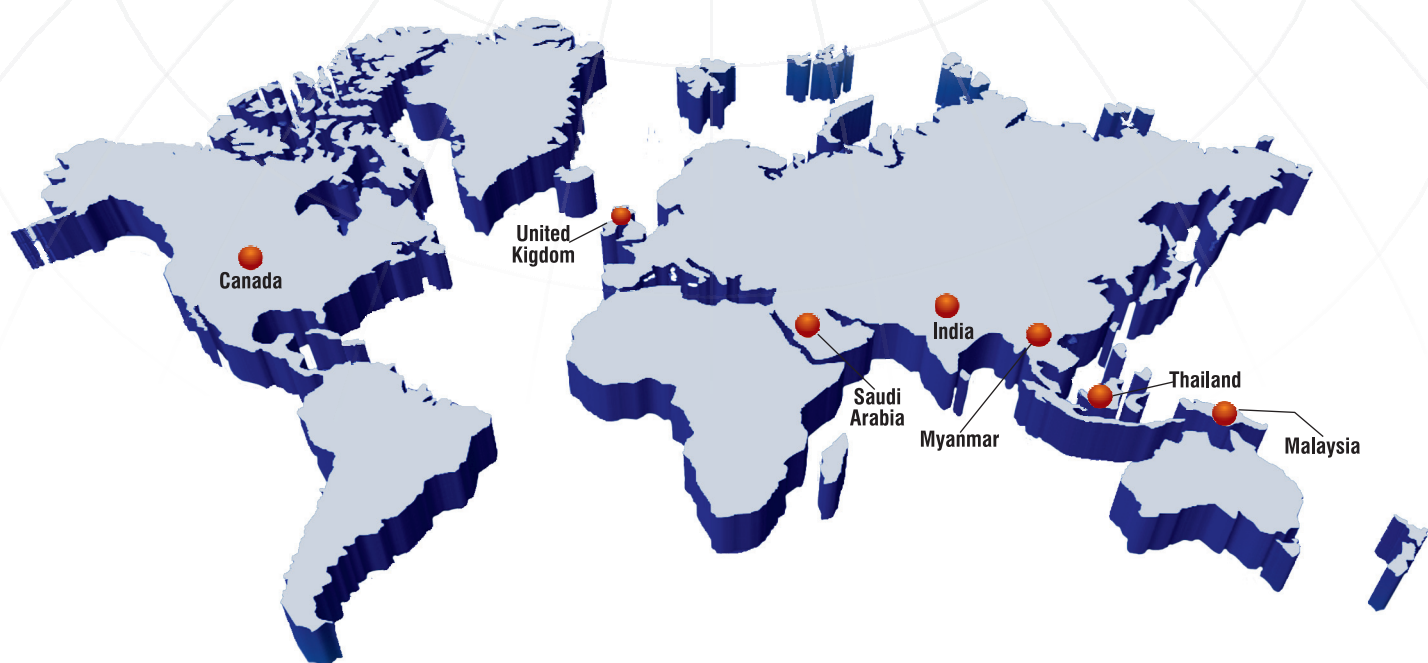 United
Kigdom
Canada
India
Thailand
Saudi
Arabia
Myanmar
Malaysia